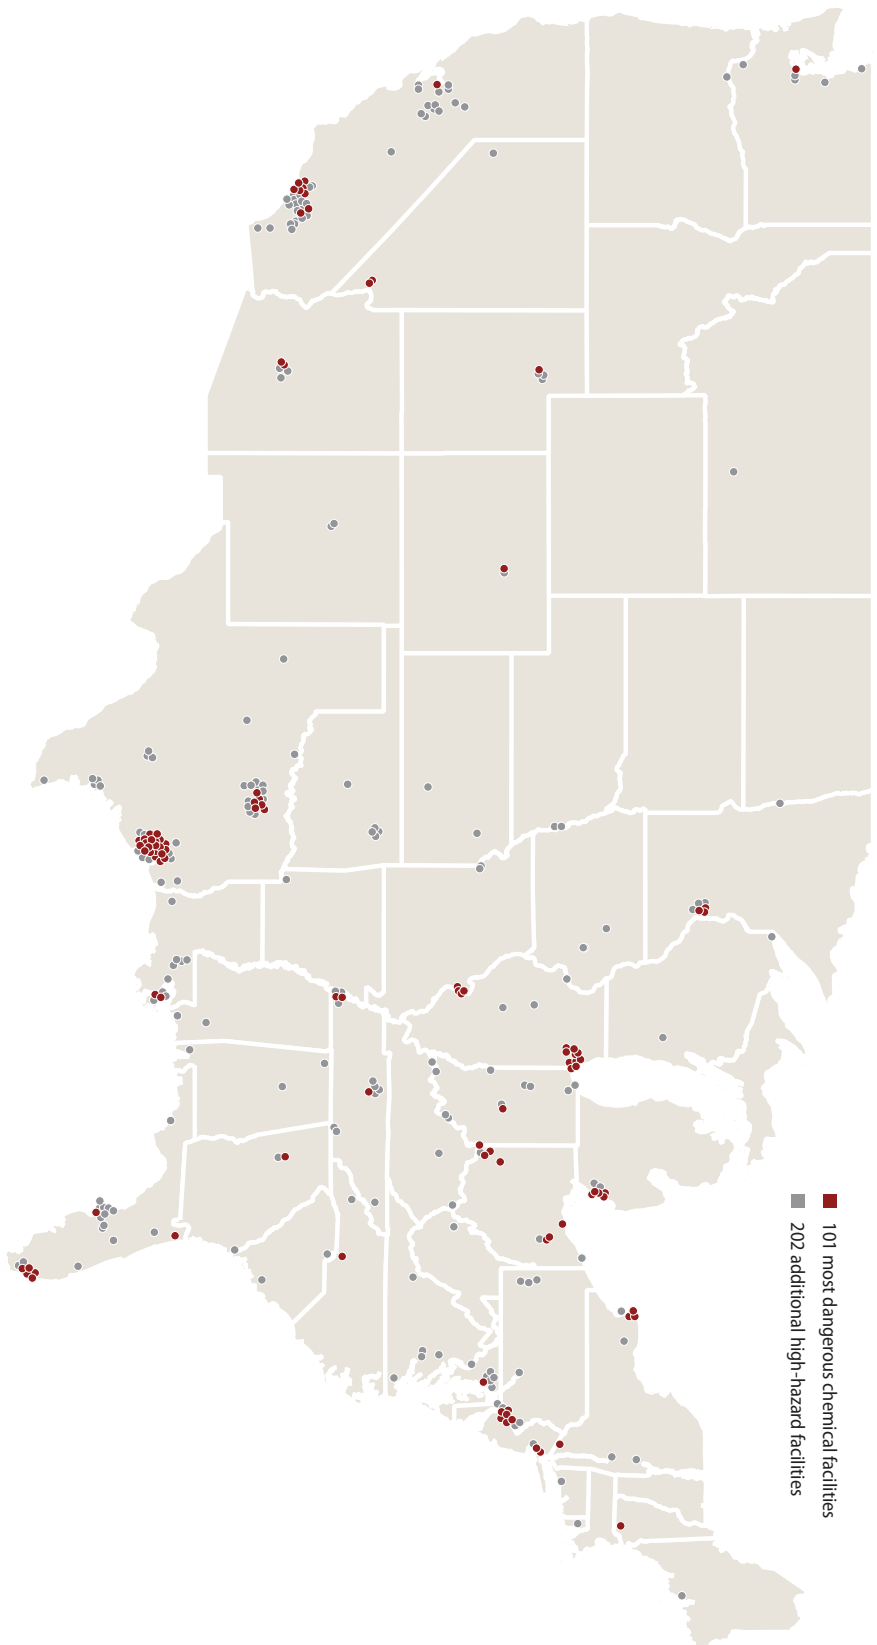 101 most dangerous chemical facilities
202 additional high-hazard facilities